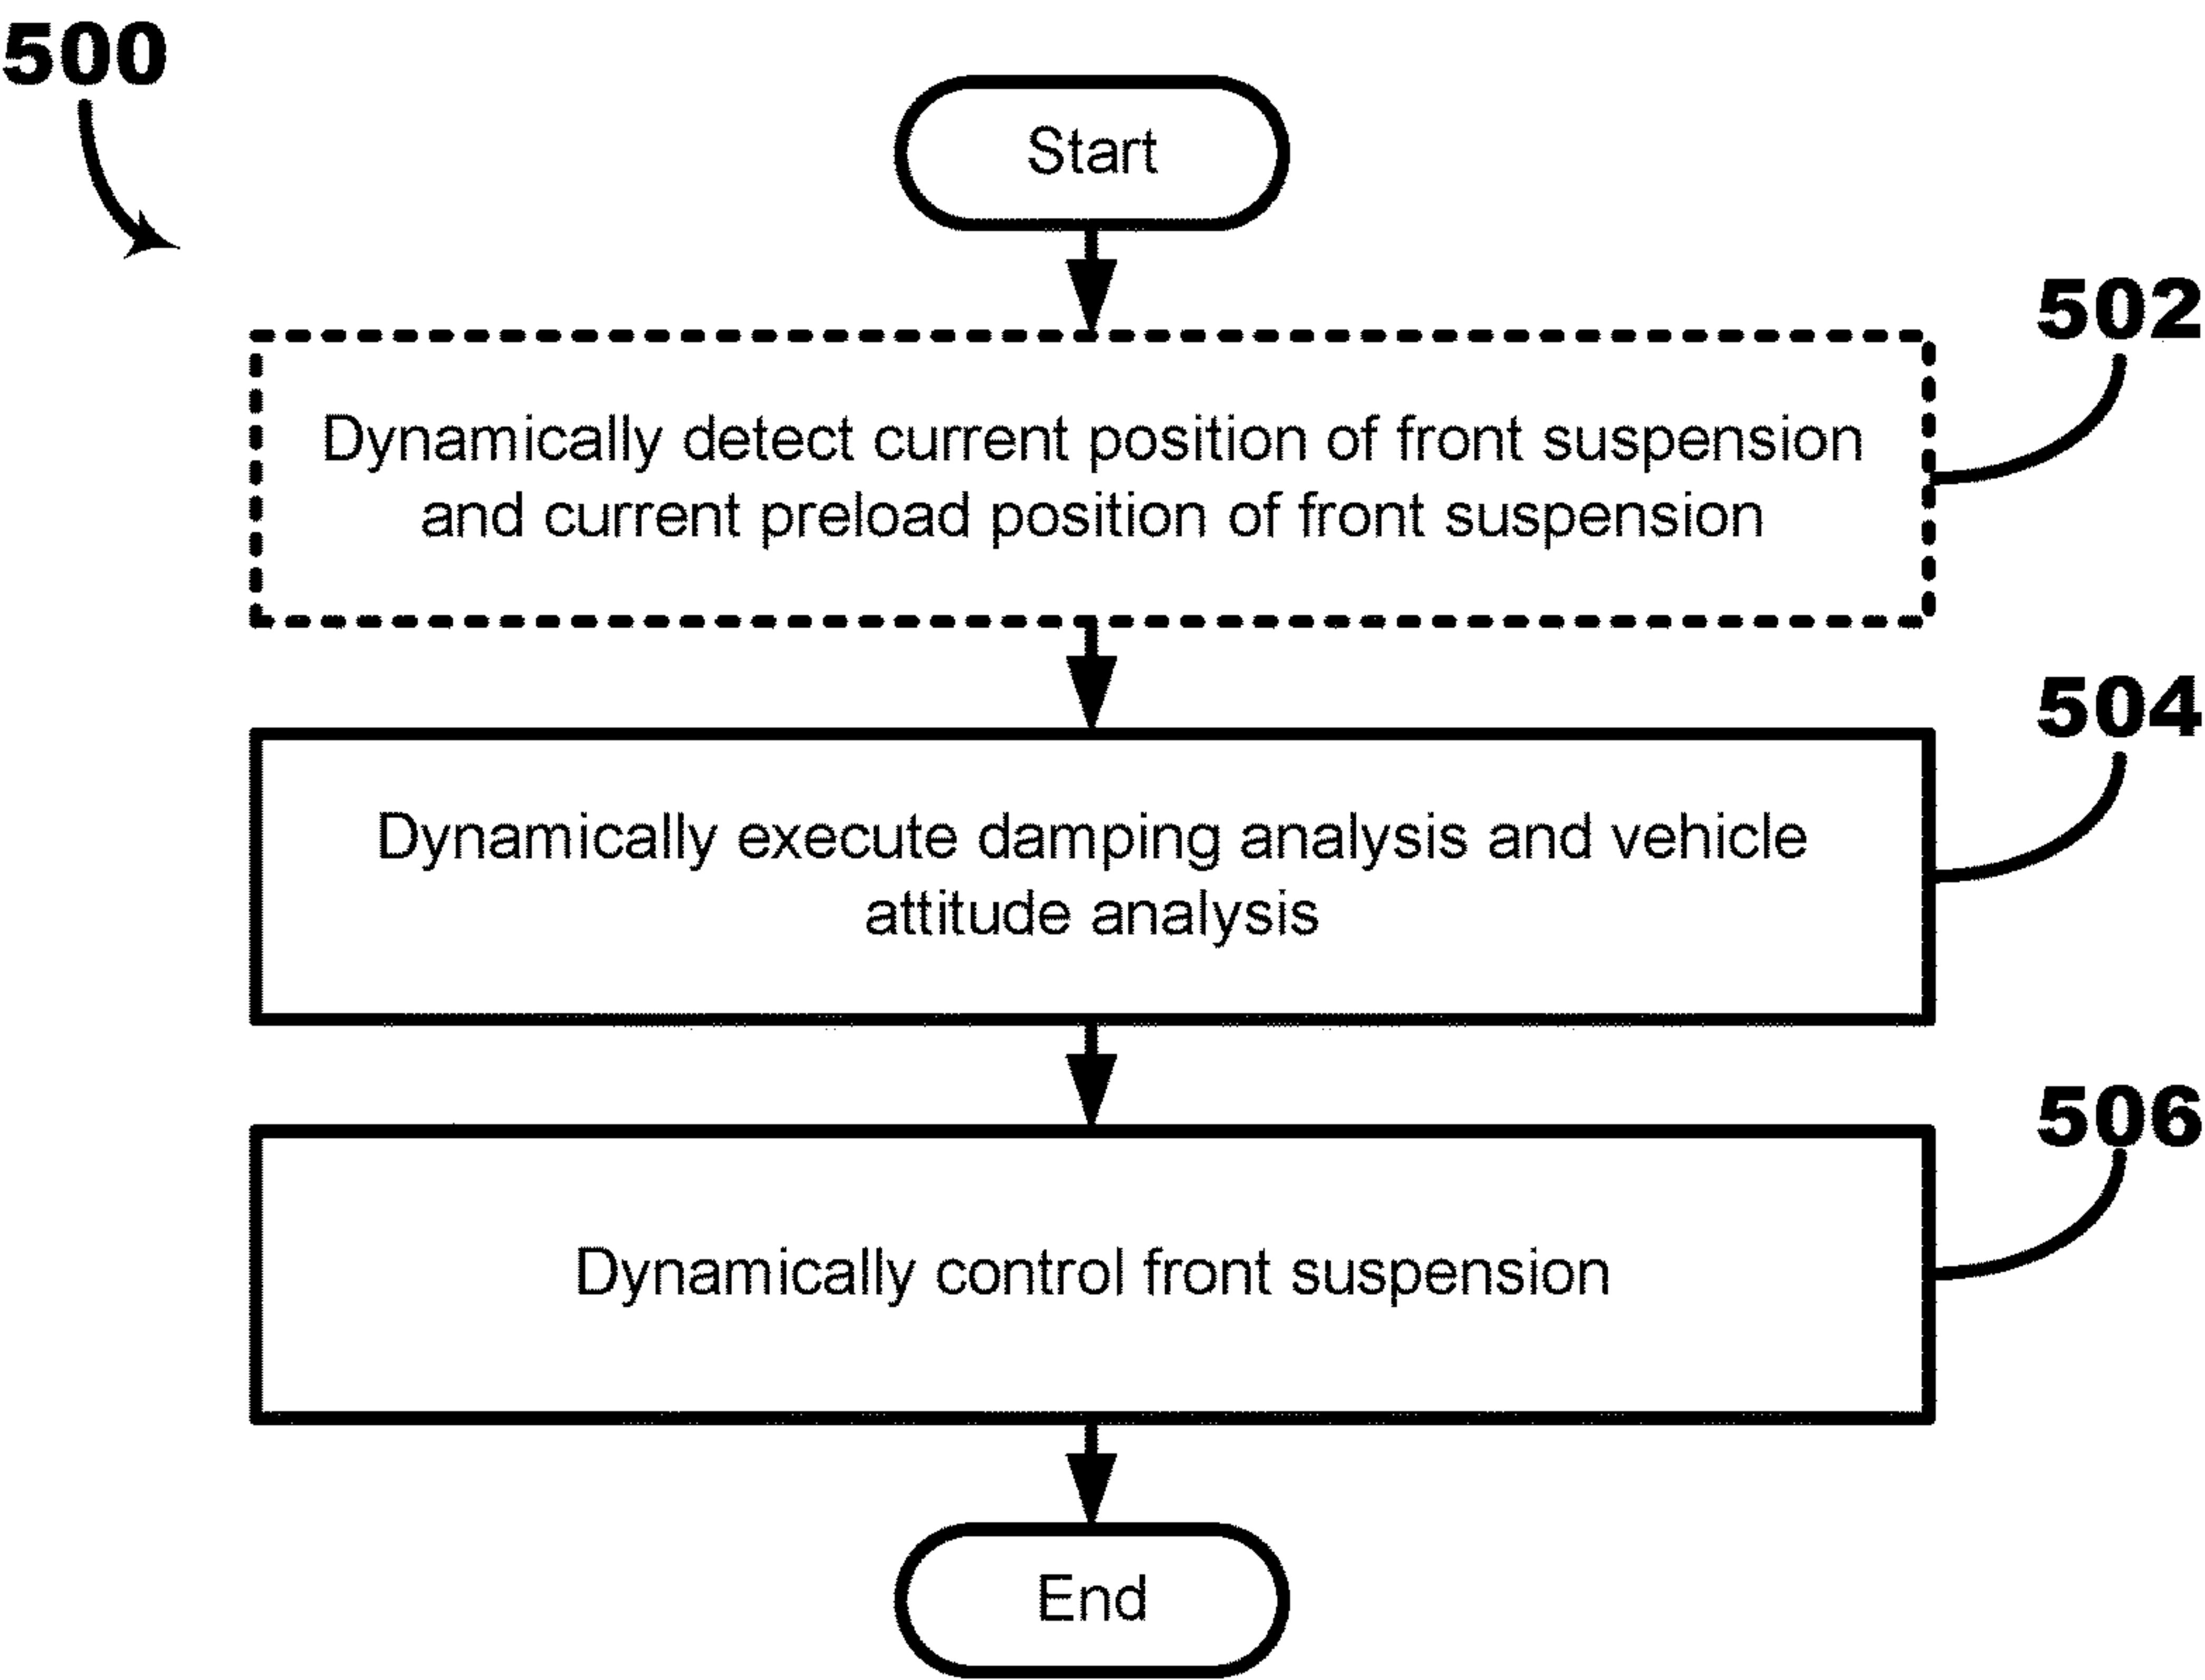 500
Start
502
Dynamically detect current position of front suspension
and current preload position of front suspension
504
Dynamically execute damping analysis and vehicle
attitude analysis
506
Dynamically control front suspension
End